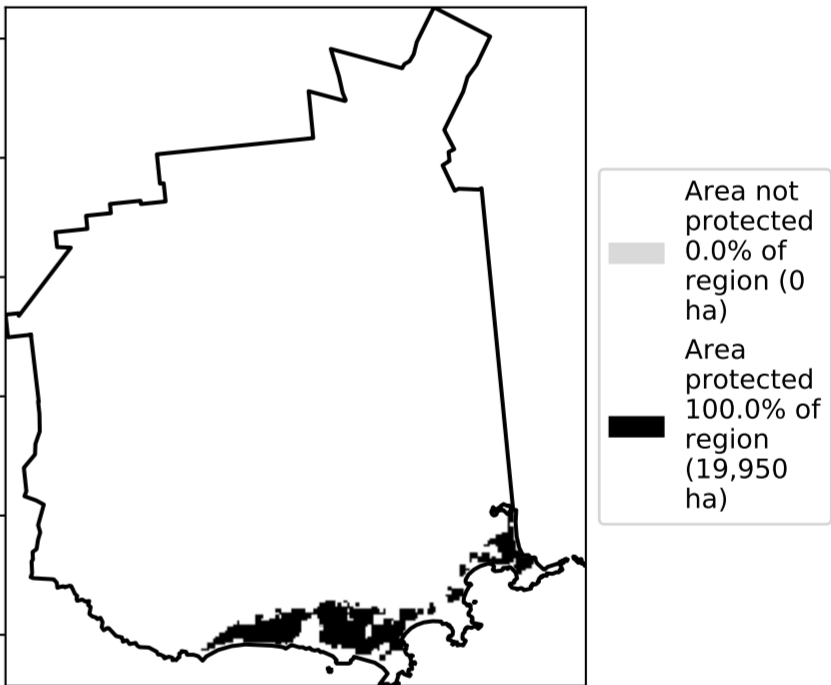 Area not
protected
0.0% of
region (0
ha)
Area
protected
100.0% of
region
(19,950
ha)